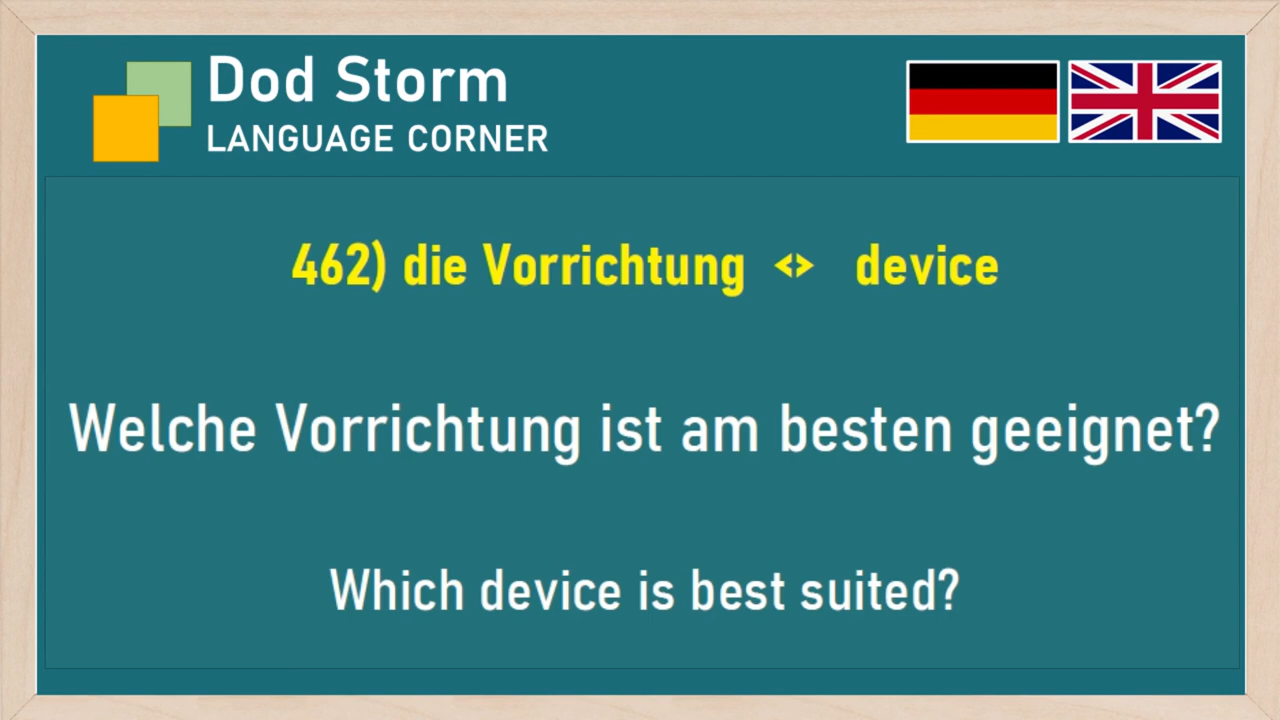 Dod Storm
LANGUAGE CORNER
462) die Vorrichtung <> device
Welche Vorrichtung ist am besten geeignet?
Which device is best suited?